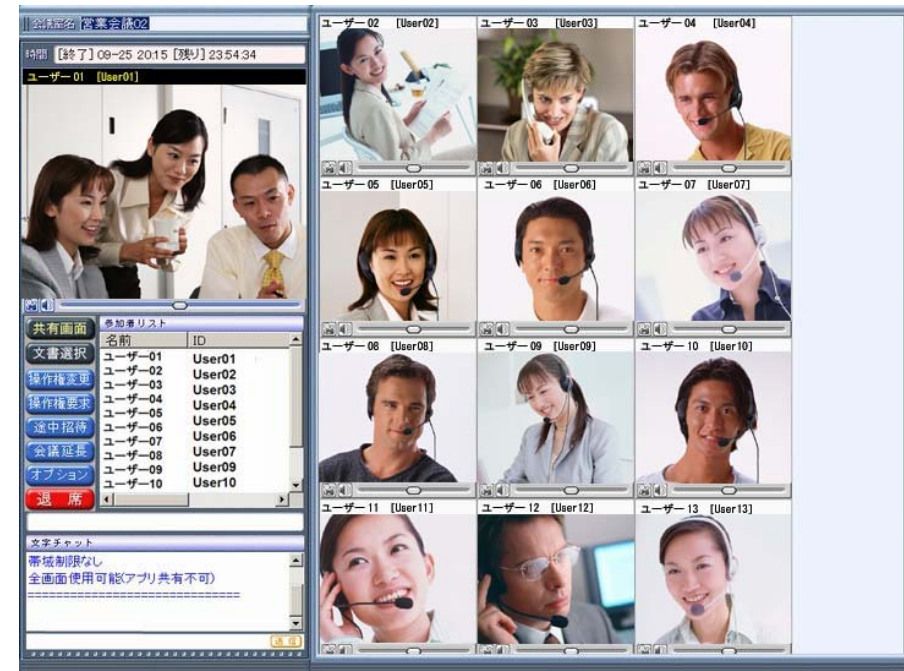 会議室名 営業会議02
時間 [終了] 09-25 20:15 [残り] 23:54:34
ユーザー 01 [User01]
共有画面
文書選択
操作権変更
操作権要求
途中招待
会議延長
オプション
退 席
参加者リスト
名前 ID
ユーザー01 User01
ユーザー02 User02
ユーザー03 User03
ユーザー04 User04
ユーザー05 User05
ユーザー06 User06
ユーザー07 User07
ユーザー08 User09
ユーザー09 User10
ユーザー10
文字チャット
帯域制限なし
全画面使用可能(アプリ共有不可)
==============================
送信
ユーザー 02 [User02]
ユーザー 03 [User03]
ユーザー 04 [User04]
ユーザー 05 [User05]
ユーザー 06 [User06]
ユーザー 07 [User07]
ユーザー 08 [User08]
ユーザー 09 [User09]
ユーザー 10 [User10]
ユーザー 11 [User11]
ユーザー 12 [User12]
ユーザー 13 [User13]